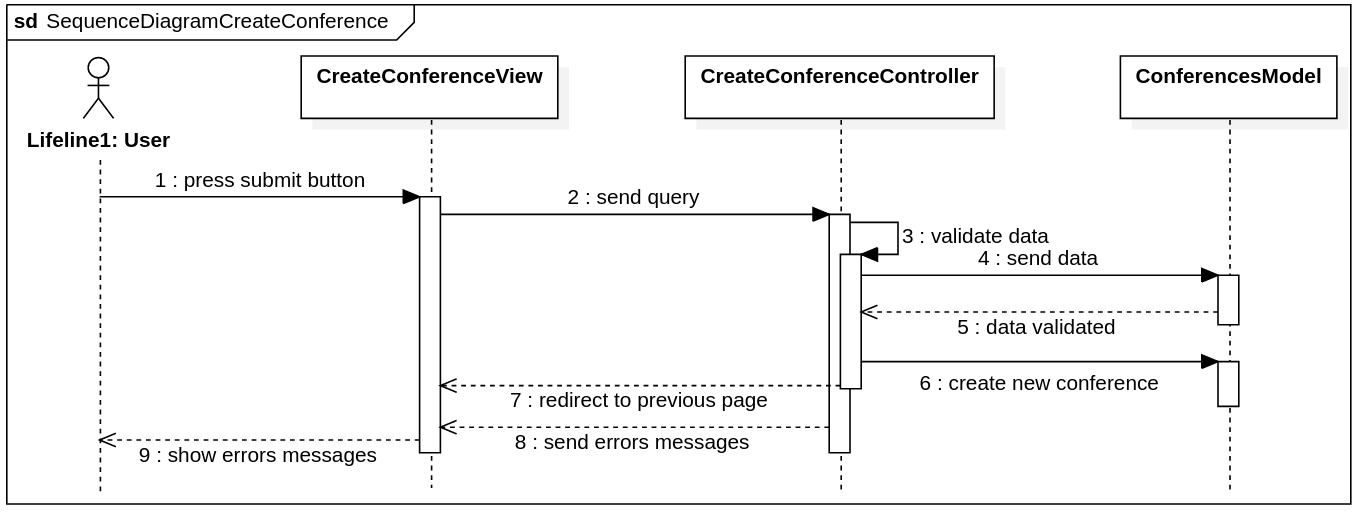 sd SequenceDiagramCreateConference
CreateConferenceView
CreateConferenceController
ConferencesModel
Lifeline1: User
1 : press submit button
2 : send query
3 : validate data
4 : send data
5 : data validated
6 : create new conference
7 : redirect to previous page
8 : send errors messages
9 : show errors messages